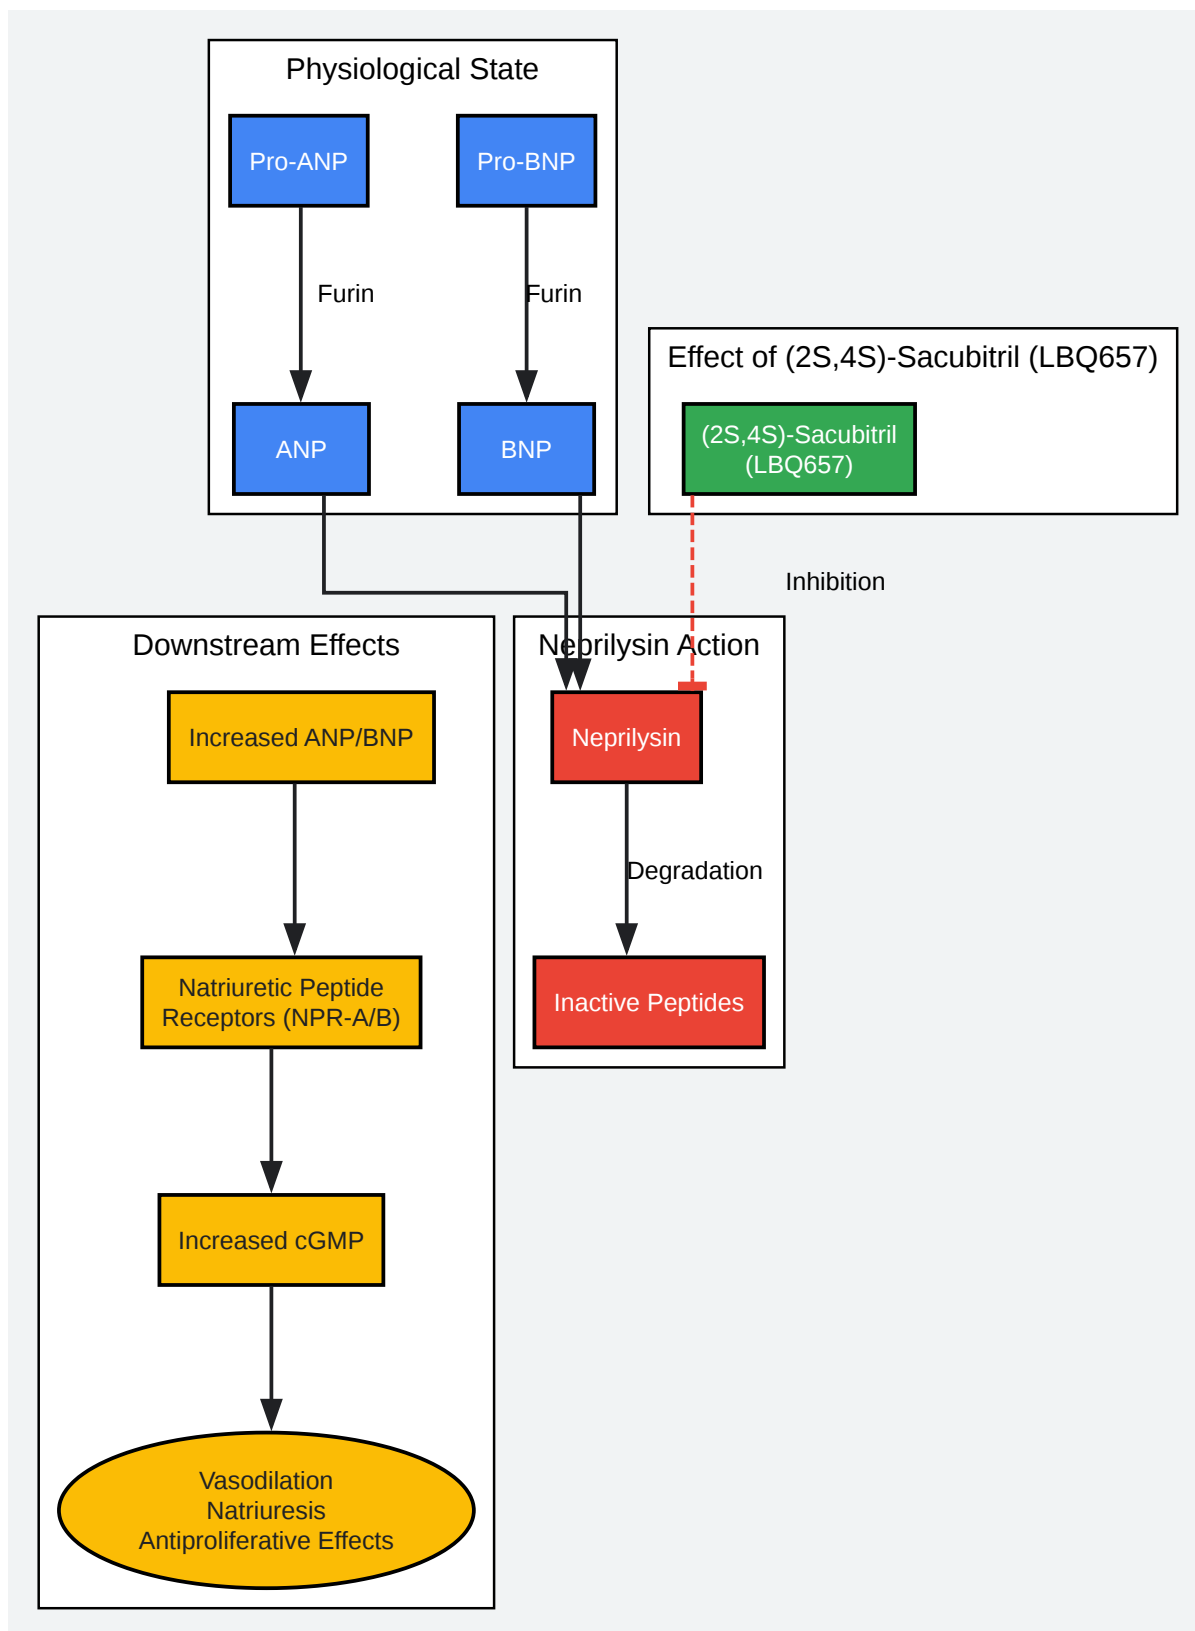 Physiological State
Pro-ANP
Pro-BNP
Furin
Furin
ANP
BNP
Effect of (2S,4S)-Sacubitril (LBQ657)
(2S,4S)-Sacubitril
(LBQ657)
Inhibition
Downstream Effects
Neprilysin Action
Increased ANP/BNP
Neprilysin
Degradation
Natriuretic Peptide
Receptors (NPR-A/B)
Inactive Peptides
Increased cGMP
Vasodilation
Natriuresis
Antiproliferative Effects